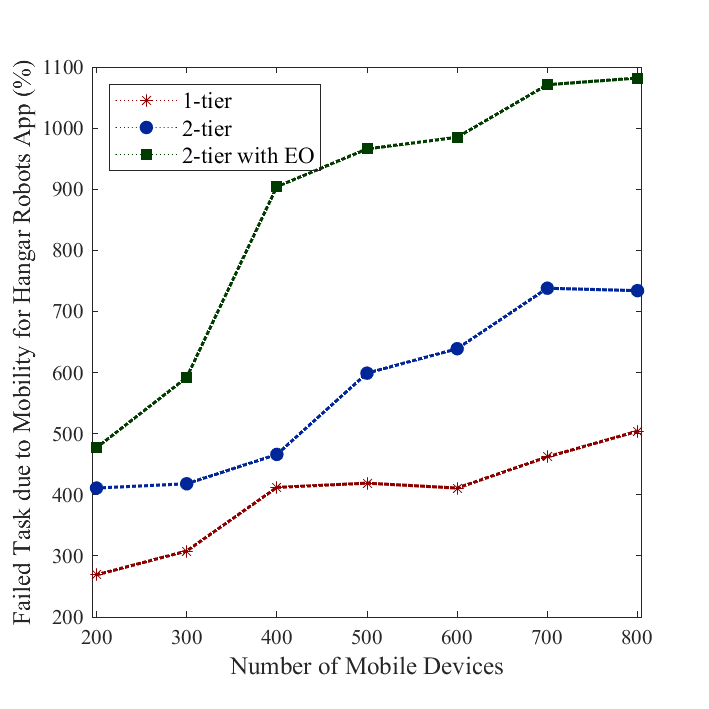 Failed Task due to Mobility for Hangar Robots App (%)
1100
1000
900
800
700
600
500
400
300
200
1-tier
2-tier
2-tier with EO
200 300 400 500 600 700 800
Number of Mobile Devices